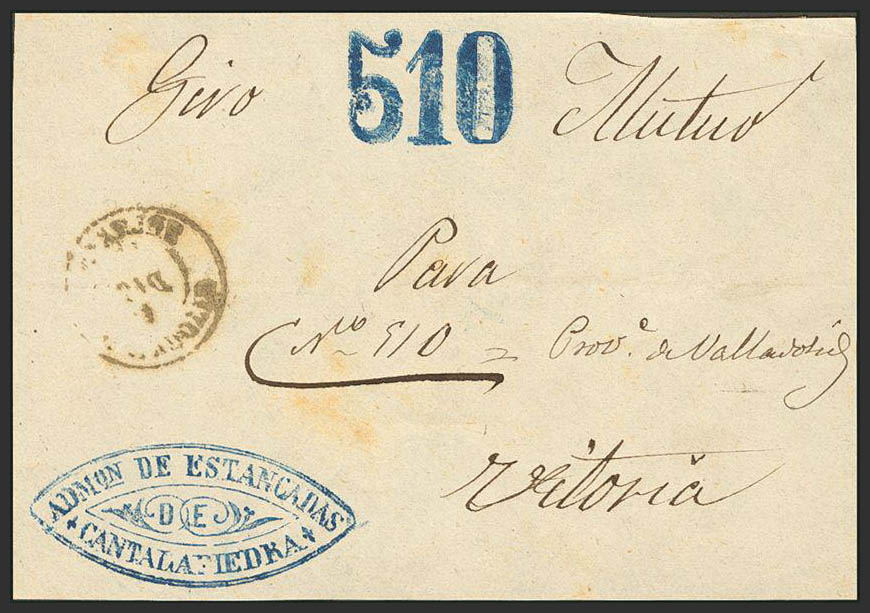 Giro 510 Mutuo
Para
Nº 510 = Provª de Valladolid
Vitoria
ADMON DE ESTANCADAS
DE
CANTALAPIEDRA